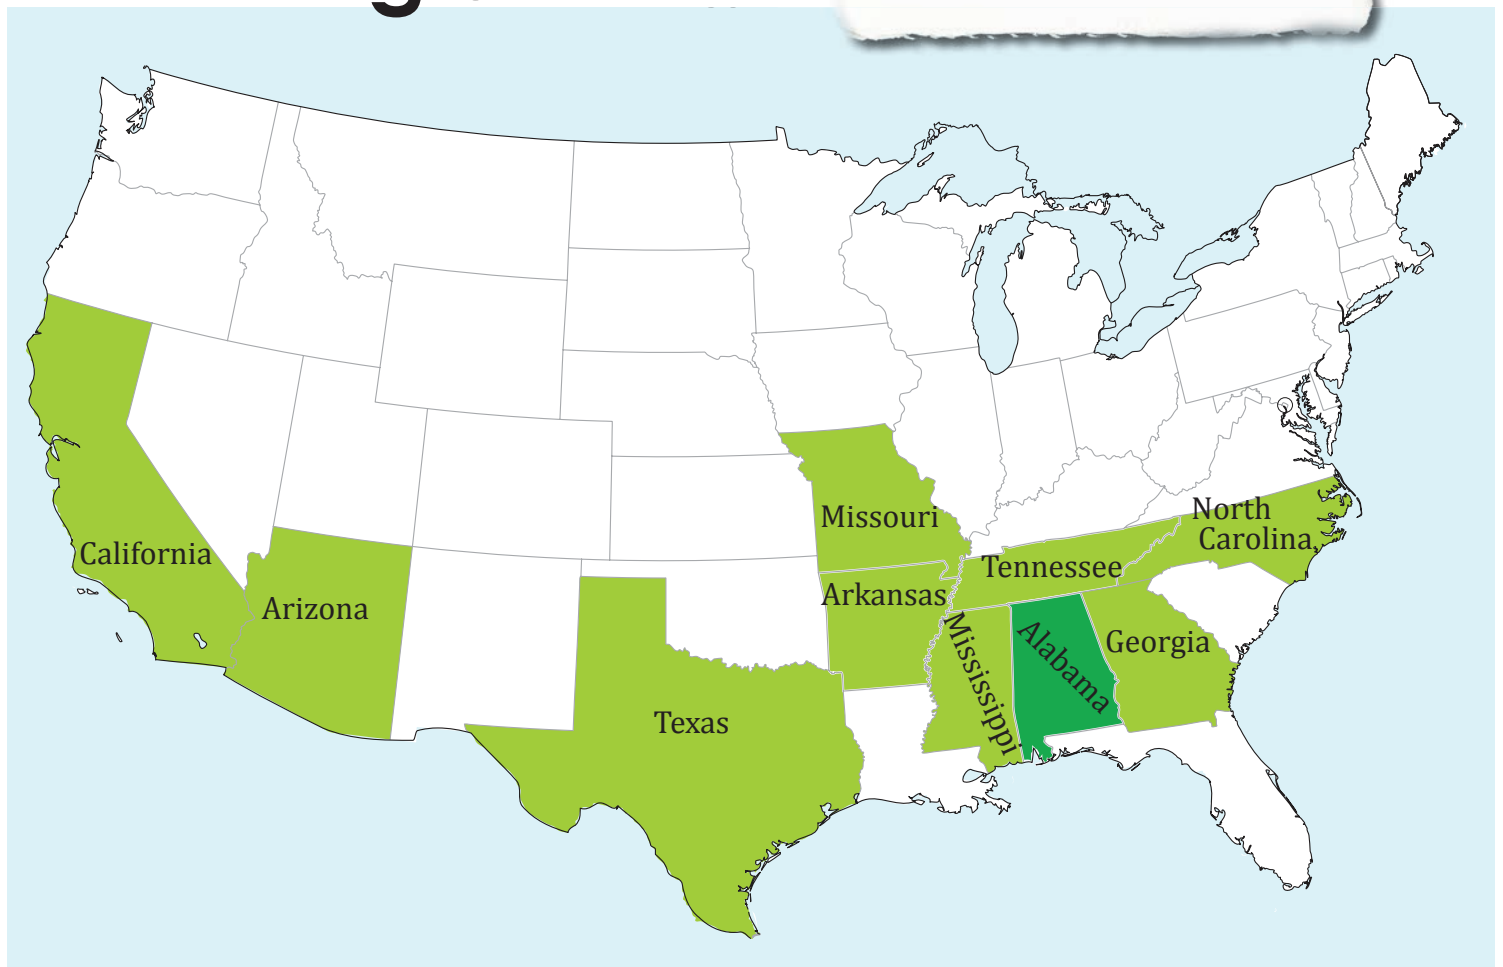 Missouri
North
Carolina
California
Tennessee
Arkansas
Arizona
Mississippi
Alabama
Georgia
Texas